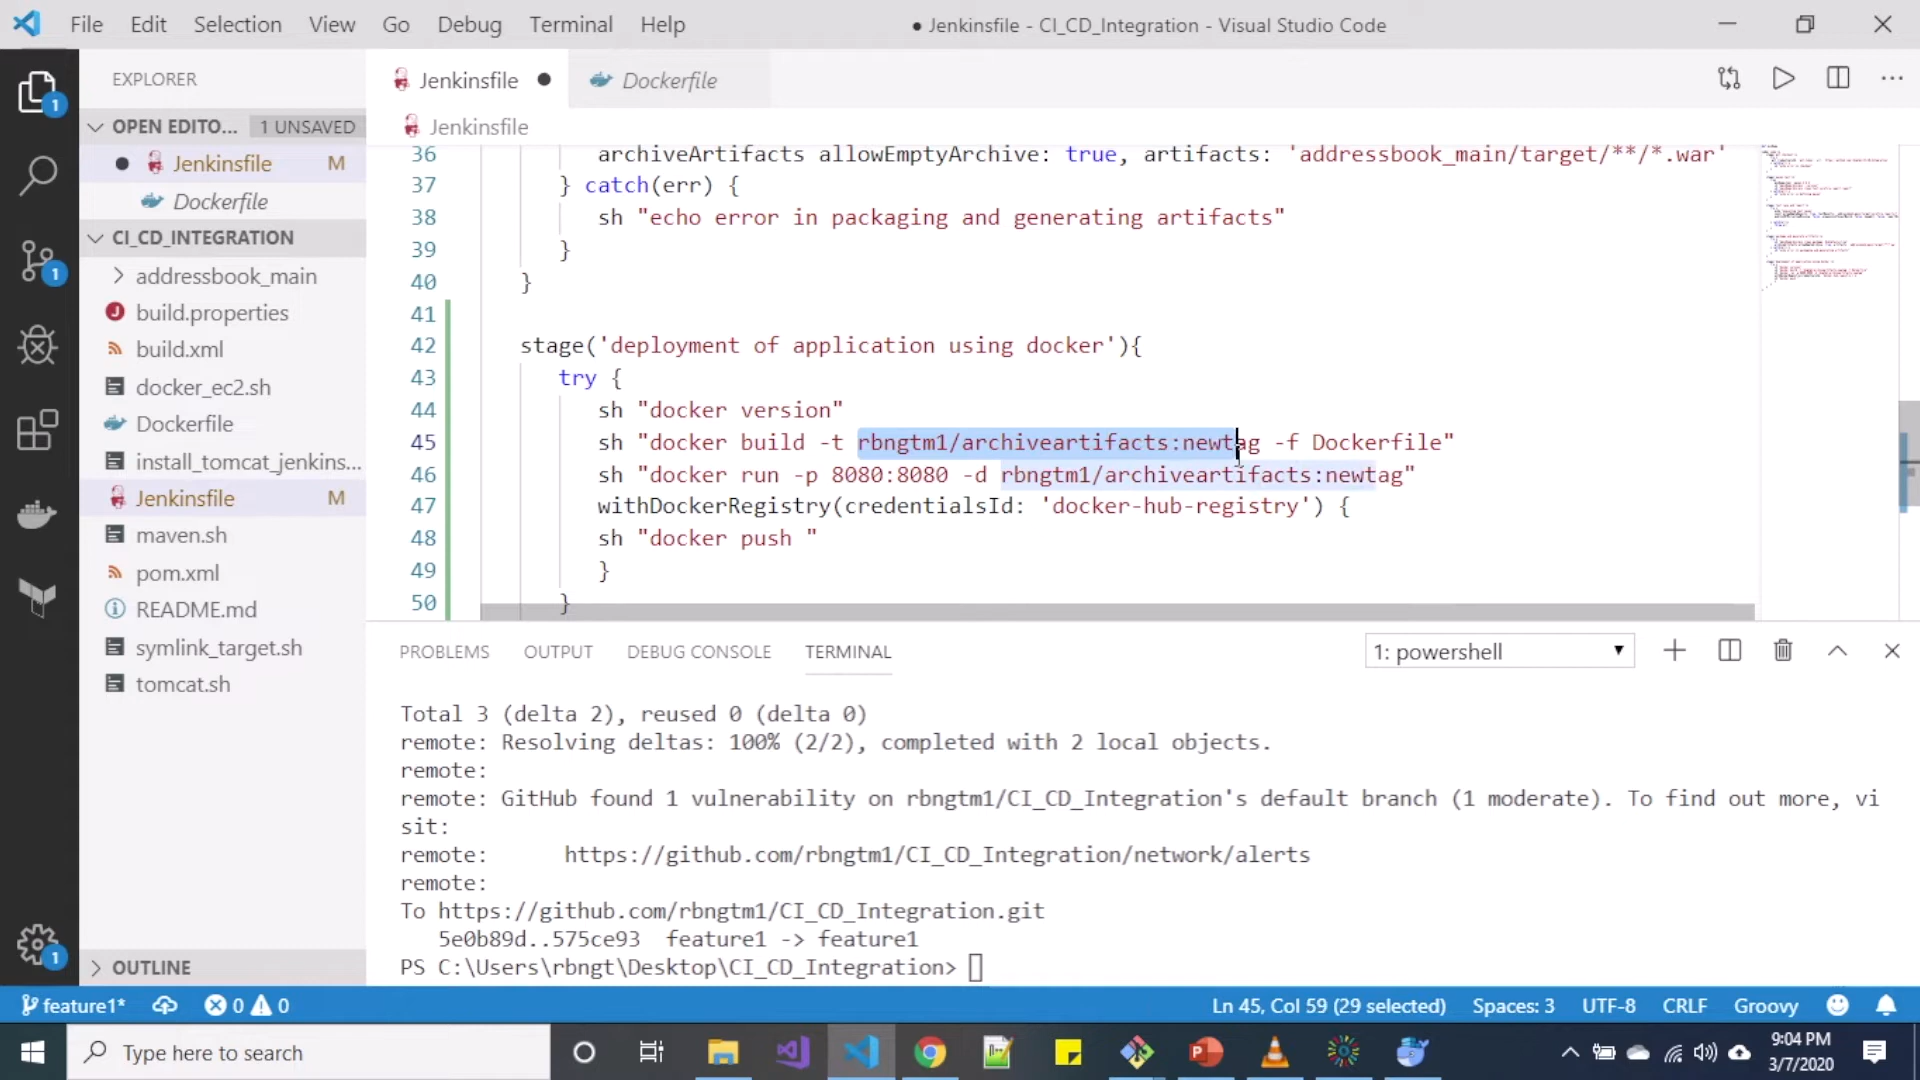 File Edit Selection View Go Debug Terminal Help
● Jenkinsfile - CI_CD_Integration - Visual Studio Code
EXPLORER
OPEN EDITO... 1 UNSAVED
Jenkinsfile M
Dockerfile
CI_CD_INTEGRATION
addressbook_main
build.properties
build.xml
docker_ec2.sh
Dockerfile
install_tomcat_jenkins...
Jenkinsfile M
maven.sh
pom.xml
README.md
symlink_target.sh
tomcat.sh
OUTLINE
1
1
1
Jenkinsfile ●
Dockerfile
Jenkinsfile
36 archiveArtifacts allowEmptyArchive: true, artifacts: 'addressbook_main/target/**/*.war'
37 } catch(err) {
38 sh "echo error in packaging and generating artifacts"
39 }
40 }
41
42 stage('deployment of application using docker'){
43 try {
44 sh "docker version"
45 sh "docker build -t rbngtm1/archiveartifacts:newtag -f Dockerfile"
46 sh "docker run -p 8080:8080 -d rbngtm1/archiveartifacts:newtag"
47 withDockerRegistry(credentialsId: 'docker-hub-registry') {
48 sh "docker push "
49 }
50 }
PROBLEMS OUTPUT DEBUG CONSOLE TERMINAL 1: powershell
Total 3 (delta 2), reused 0 (delta 0)
remote: Resolving deltas: 100% (2/2), completed with 2 local objects.
remote:
remote: GitHub found 1 vulnerability on rbngtm1/CI_CD_Integration's default branch (1 moderate). To find out more, vi
sit:
remote: https://github.com/rbngtm1/CI_CD_Integration/network/alerts
remote:
To https://github.com/rbngtm1/CI_CD_Integration.git
5e0b89d..575ce93 feature1 -> feature1
PS C:\Users\rbngt\Desktop\CI_CD_Integration>
feature1* 0 0 Ln 45, Col 59 (29 selected) Spaces: 3 UTF-8 CRLF Groovy
Type here to search
9:04 PM
3/7/2020